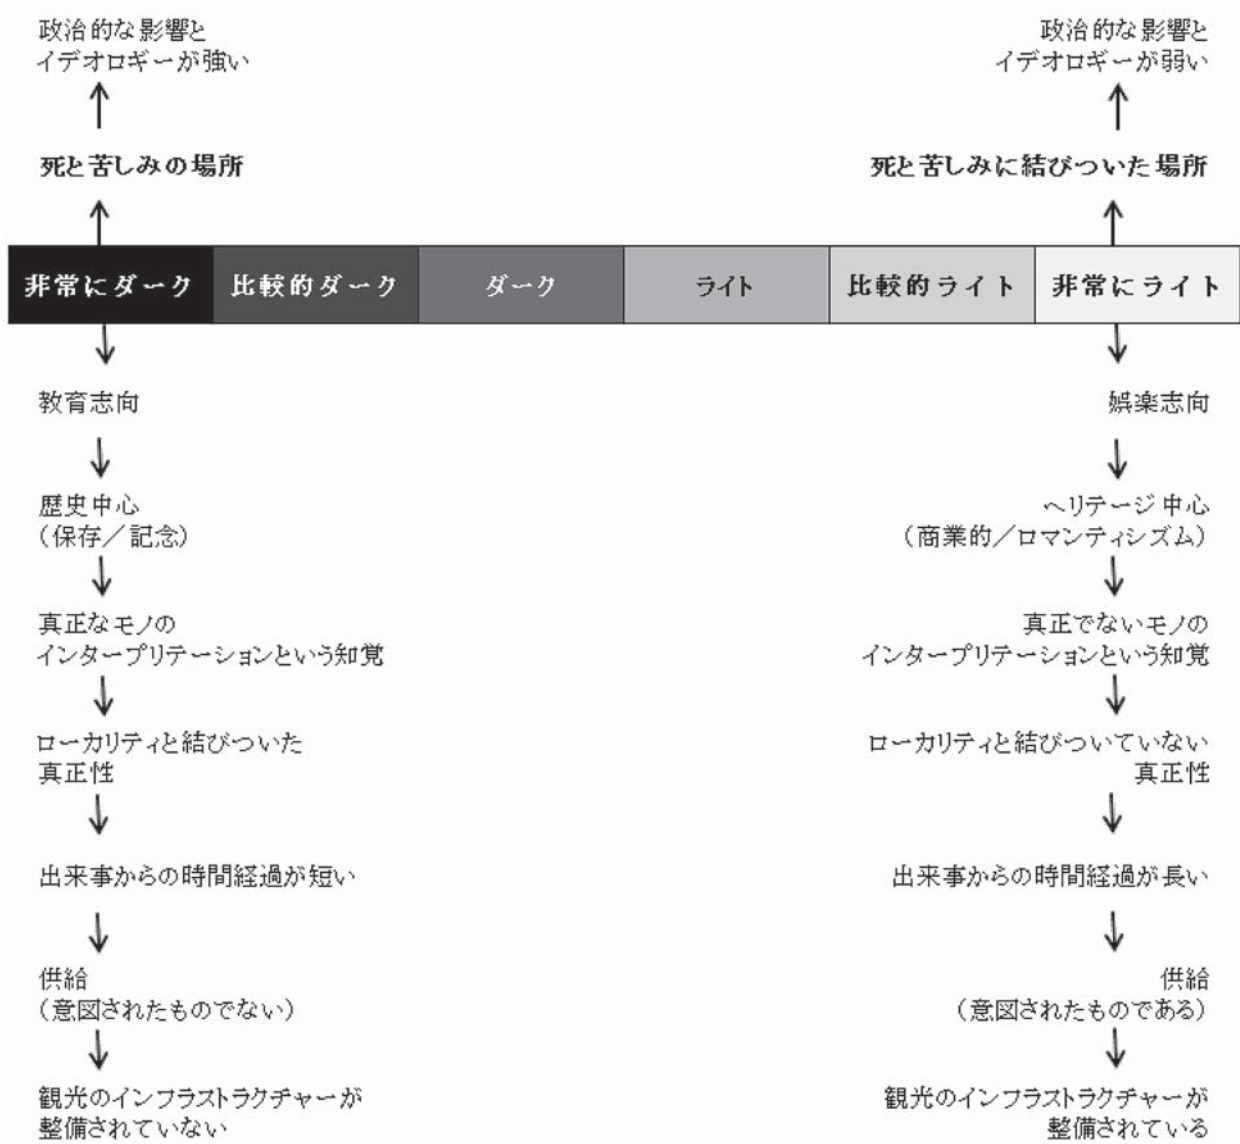 政治的な影響と
イデオロギーが強い
政治的な影響と
イデオロギーが弱い
死と苦しみの場所
死と苦しみに結びついた場所
非常にダーク
比較的ダーク
ダーク
ライト
比較的ライト
非常にライト
教育志向
歴史中心
（保存／記念）
真正なモノの
インタープリテーションという知覚
ローカリティと結びついた
真正性
出来事からの時間経過が短い
供給
（意図されたものでない）
観光のインフラストラクチャーが
整備されていない
娯楽志向
ヘリテージ中心
（商業的／ロマンティシズム）
真正でないモノの
インタープリテーションという知覚
ローカリティと結びついていない
真正性
出来事からの時間経過が長い
供給
（意図されたものである）
観光のインフラストラクチャーが
整備されている